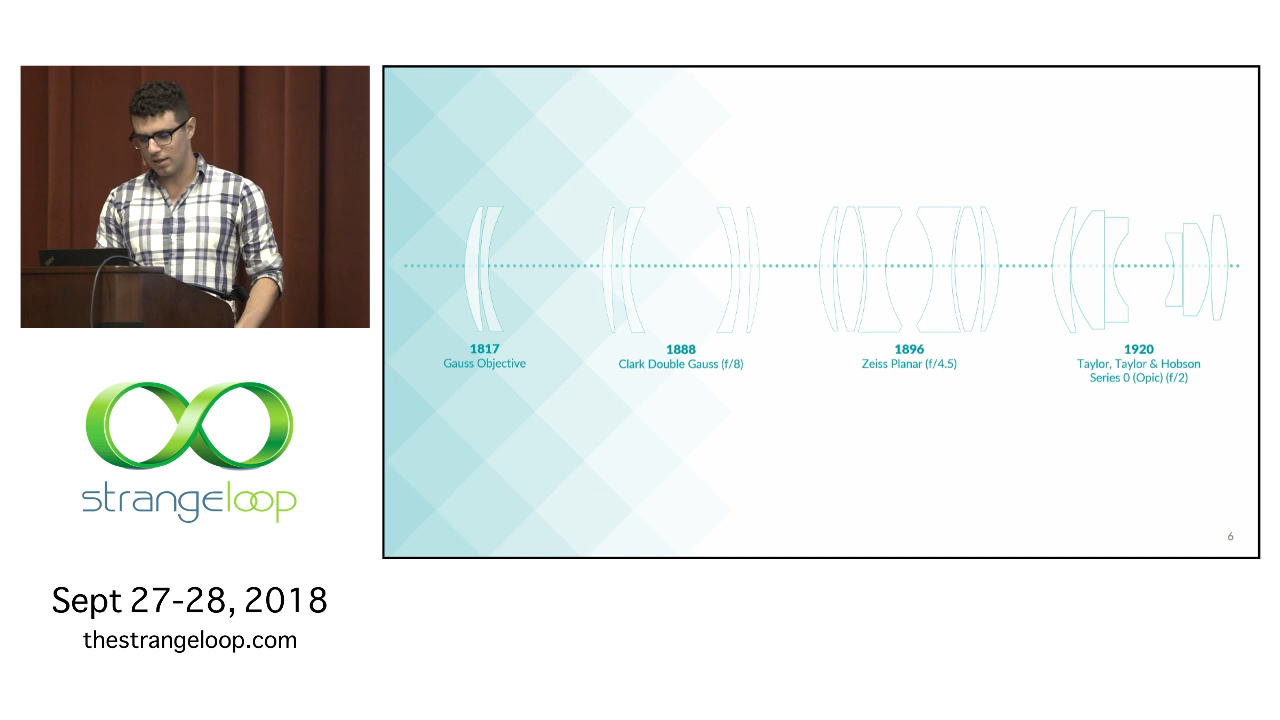 1817
Gauss Objective
1888
Clark Double Gauss (f/8)
1896
Zeiss Planar (f/4.5)
1920
Taylor, Taylor & Hobson
Series 0 (Opic) (f/2)
6
strangeloop
Sept 27-28, 2018
thestrangeloop.com